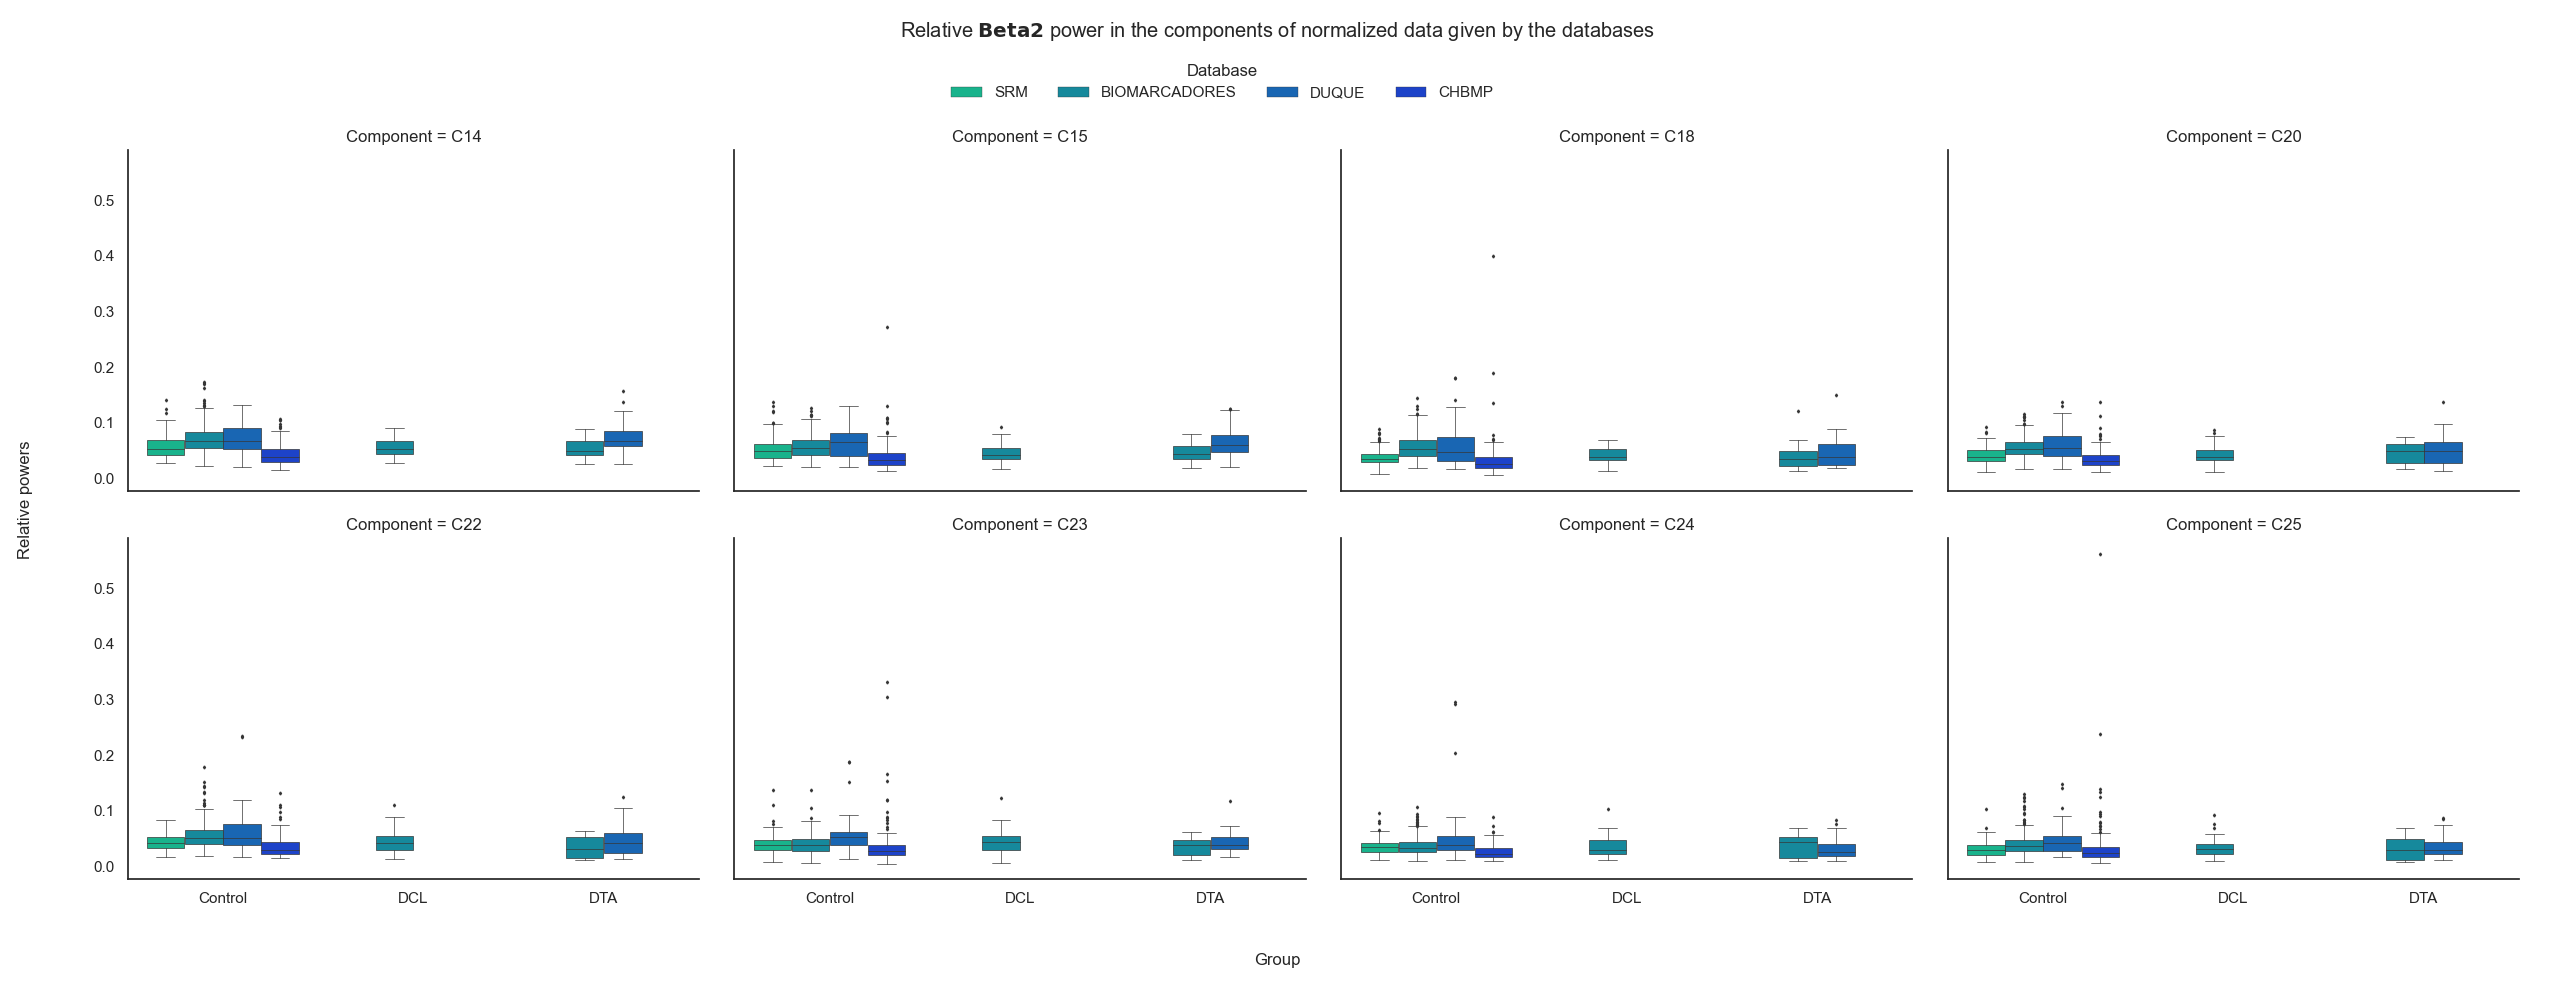 Relative Beta2 power in the components of normalized data given by the databases
Database
SRM BIOMARCADORES DUQUE CHBMP
Component = C14 Component = C15 Component = C18 Component = C20
0.5
0.4
0.3
0.2
0.1
0.0
Relative powers
Component = C22 Component = C23 Component = C24 Component = C25
0.5
0.4
0.3
0.2
0.1
0.0
Control DCL DTA Control DCL DTA Control DCL DTA Control DCL DTA
Group